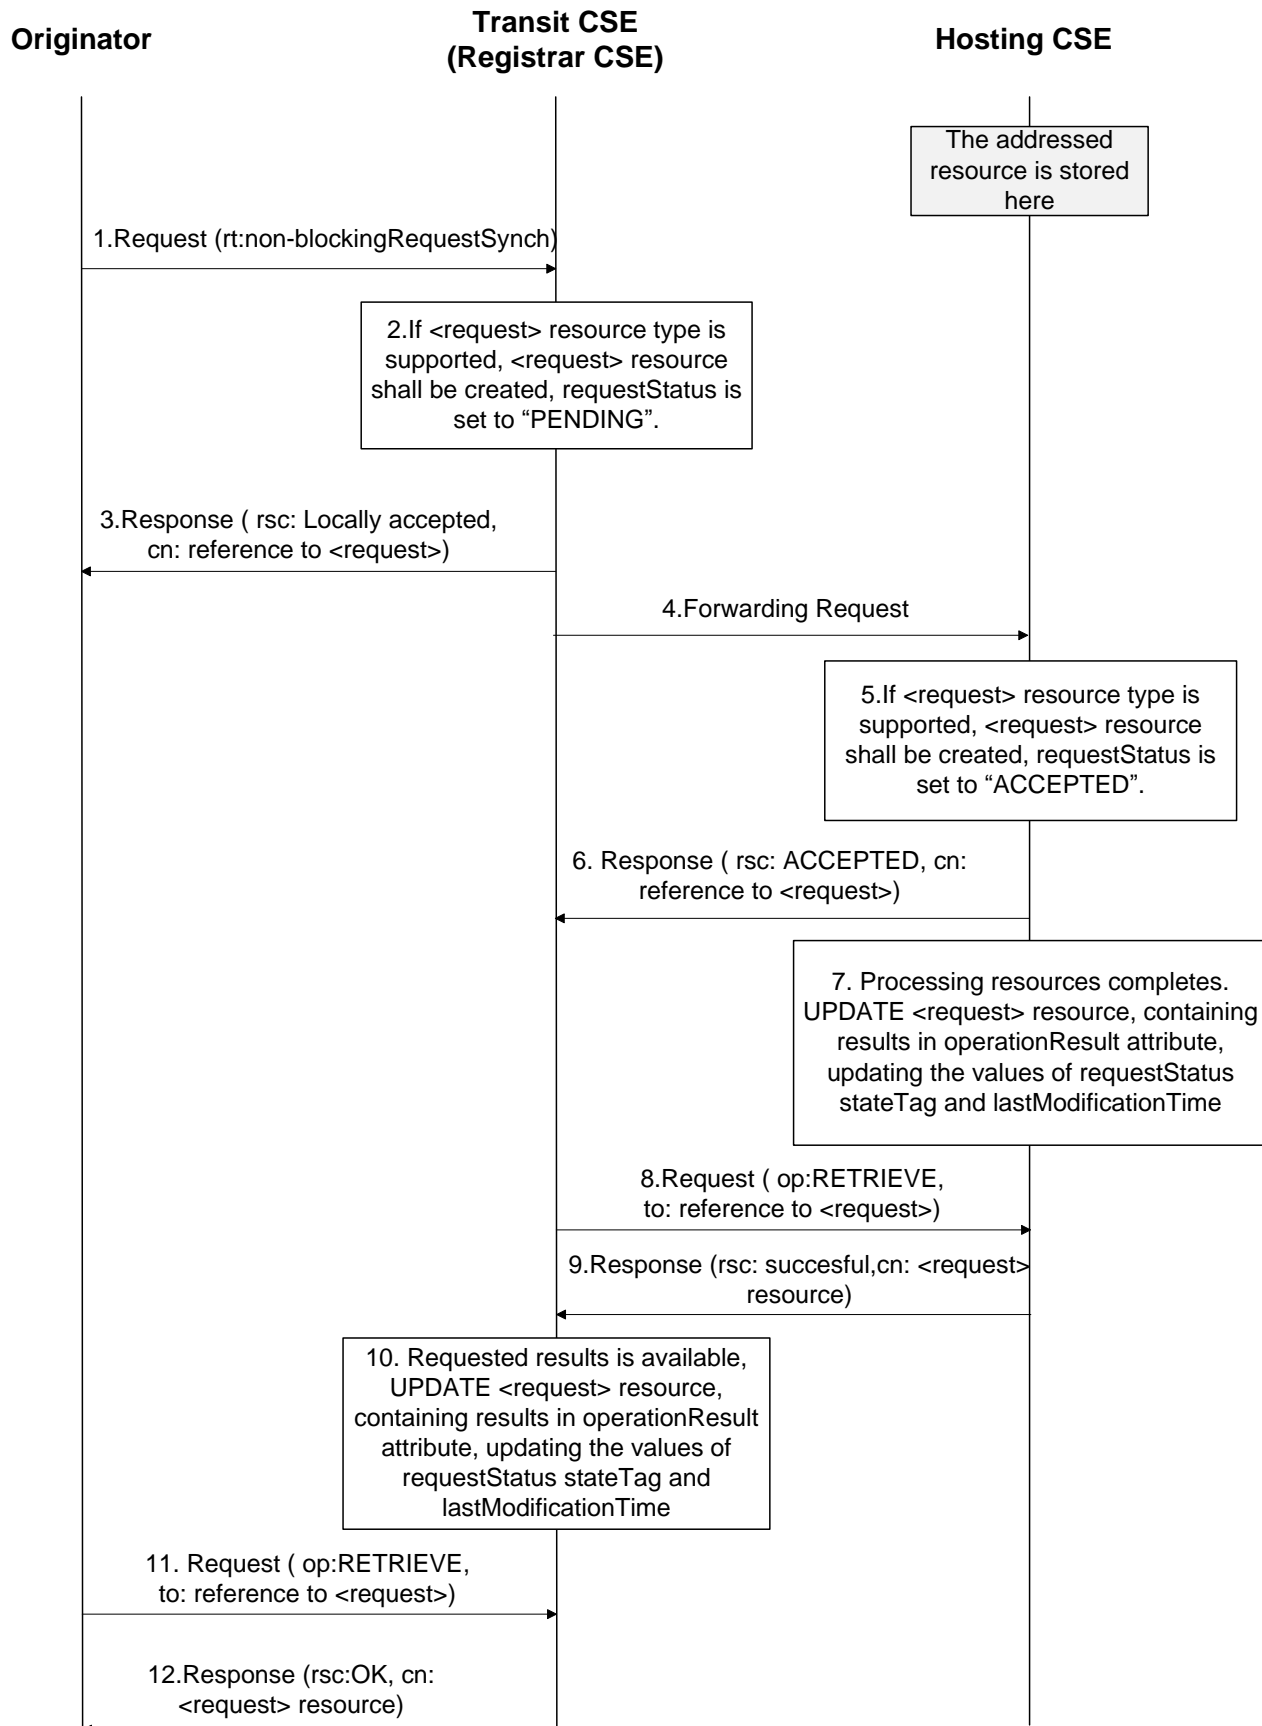 Originator
Transit CSE
(Registrar CSE)
Hosting CSE
The addressed
resource is stored
here
1.Request (rt:non-blockingRequestSynch)
2.If <request> resource type is
supported, <request> resource
shall be created, requestStatus is
set to “PENDING”.
3.Response ( rsc: Locally accepted,
cn: reference to <request>)
4.Forwarding Request
5.If <request> resource type is
supported, <request> resource
shall be created, requestStatus is
set to “ACCEPTED”.
6. Response ( rsc: ACCEPTED, cn:
reference to <request>)
7. Processing resources completes.
UPDATE <request> resource, containing
results in operationResult attribute,
updating the values of requestStatus
stateTag and lastModificationTime
8.Request ( op:RETRIEVE,
to: reference to <request>)
9.Response (rsc: succesful,cn: <request>
resource)
10. Requested results is available,
UPDATE <request> resource,
containing results in operationResult
attribute, updating the values of
requestStatus stateTag and
lastModificationTime
11. Request ( op:RETRIEVE,
to: reference to <request>)
12.Response (rsc:OK, cn:
<request> resource)